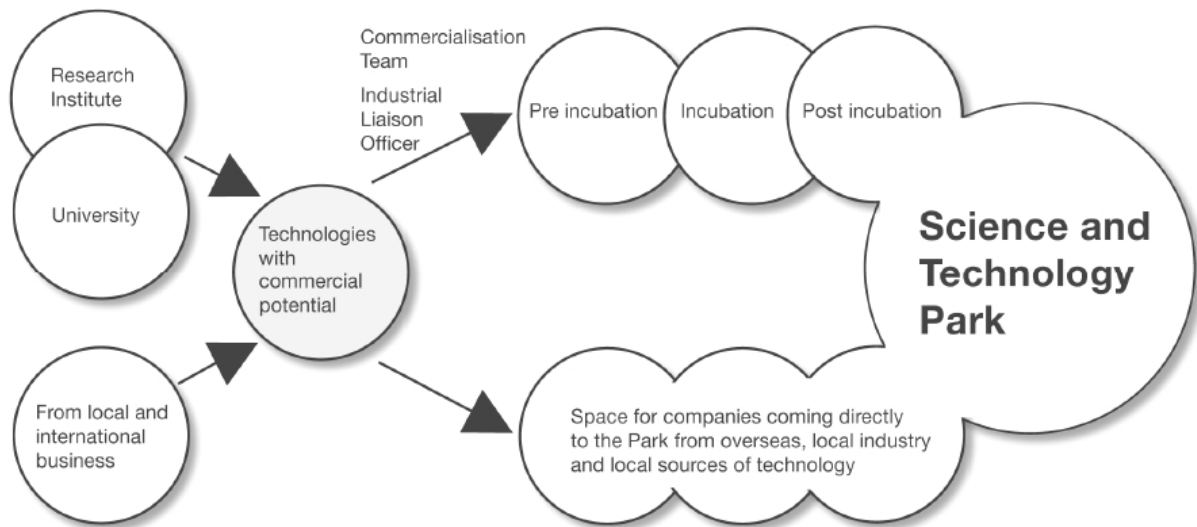 Research
Institute
University
From local and
international
business
Technologies
with
commercial
potential
Commercialisation
Team
Industrial
Liaison
Officer
Pre incubation
Incubation
Post incubation
Science and
Technology
Park
Space for companies coming directly
to the Park from overseas, local industry
and local sources of technology